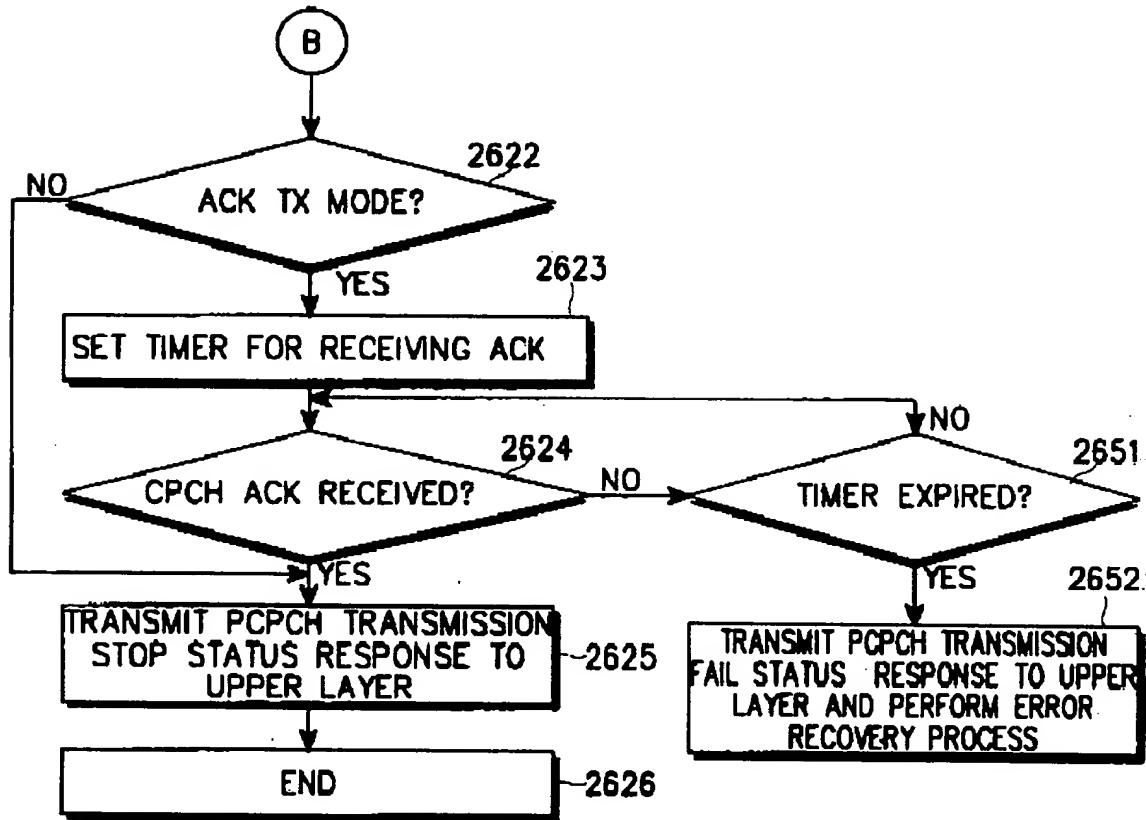 B
2622
NO
ACK TX MODE?
YES
2623
SET TIMER FOR RECEIVING ACK
NO
2624
2651
CPCH ACK RECEIVED?
NO
TIMER EXPIRED?
YES
YES
2652
TRANSMIT PCPCH TRANSMISSION
STOP STATUS RESPONSE TO
UPPER LAYER
2625
TRANSMIT PCPCH TRANSMISSION
FAIL STATUS RESPONSE TO UPPER
LAYER AND PERFORM ERROR
RECOVERY PROCESS
END
2626